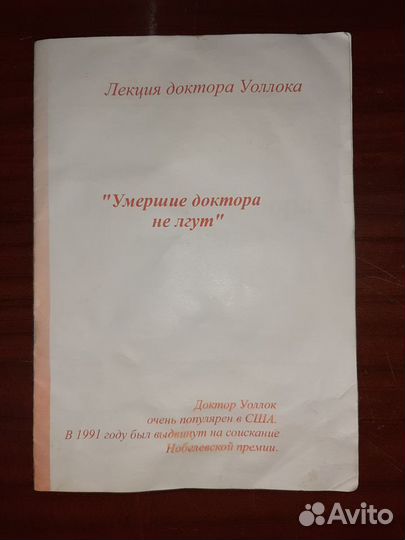 Лекция доктора Уоллока
"Умершие доктора
не лгут"
Доктор Уоллок
очень популярен в США.
В 1991 году был выдвинут на соискание
Нобелевской премии.
Avito